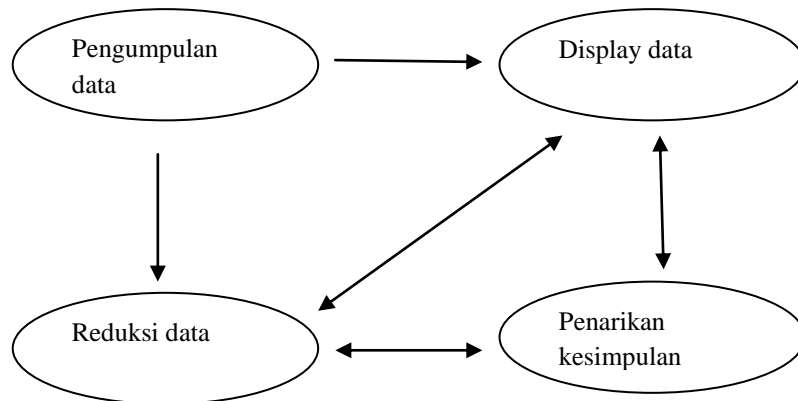 Pengumpulan
data
Display data
Reduksi data
Penarikan
kesimpulan